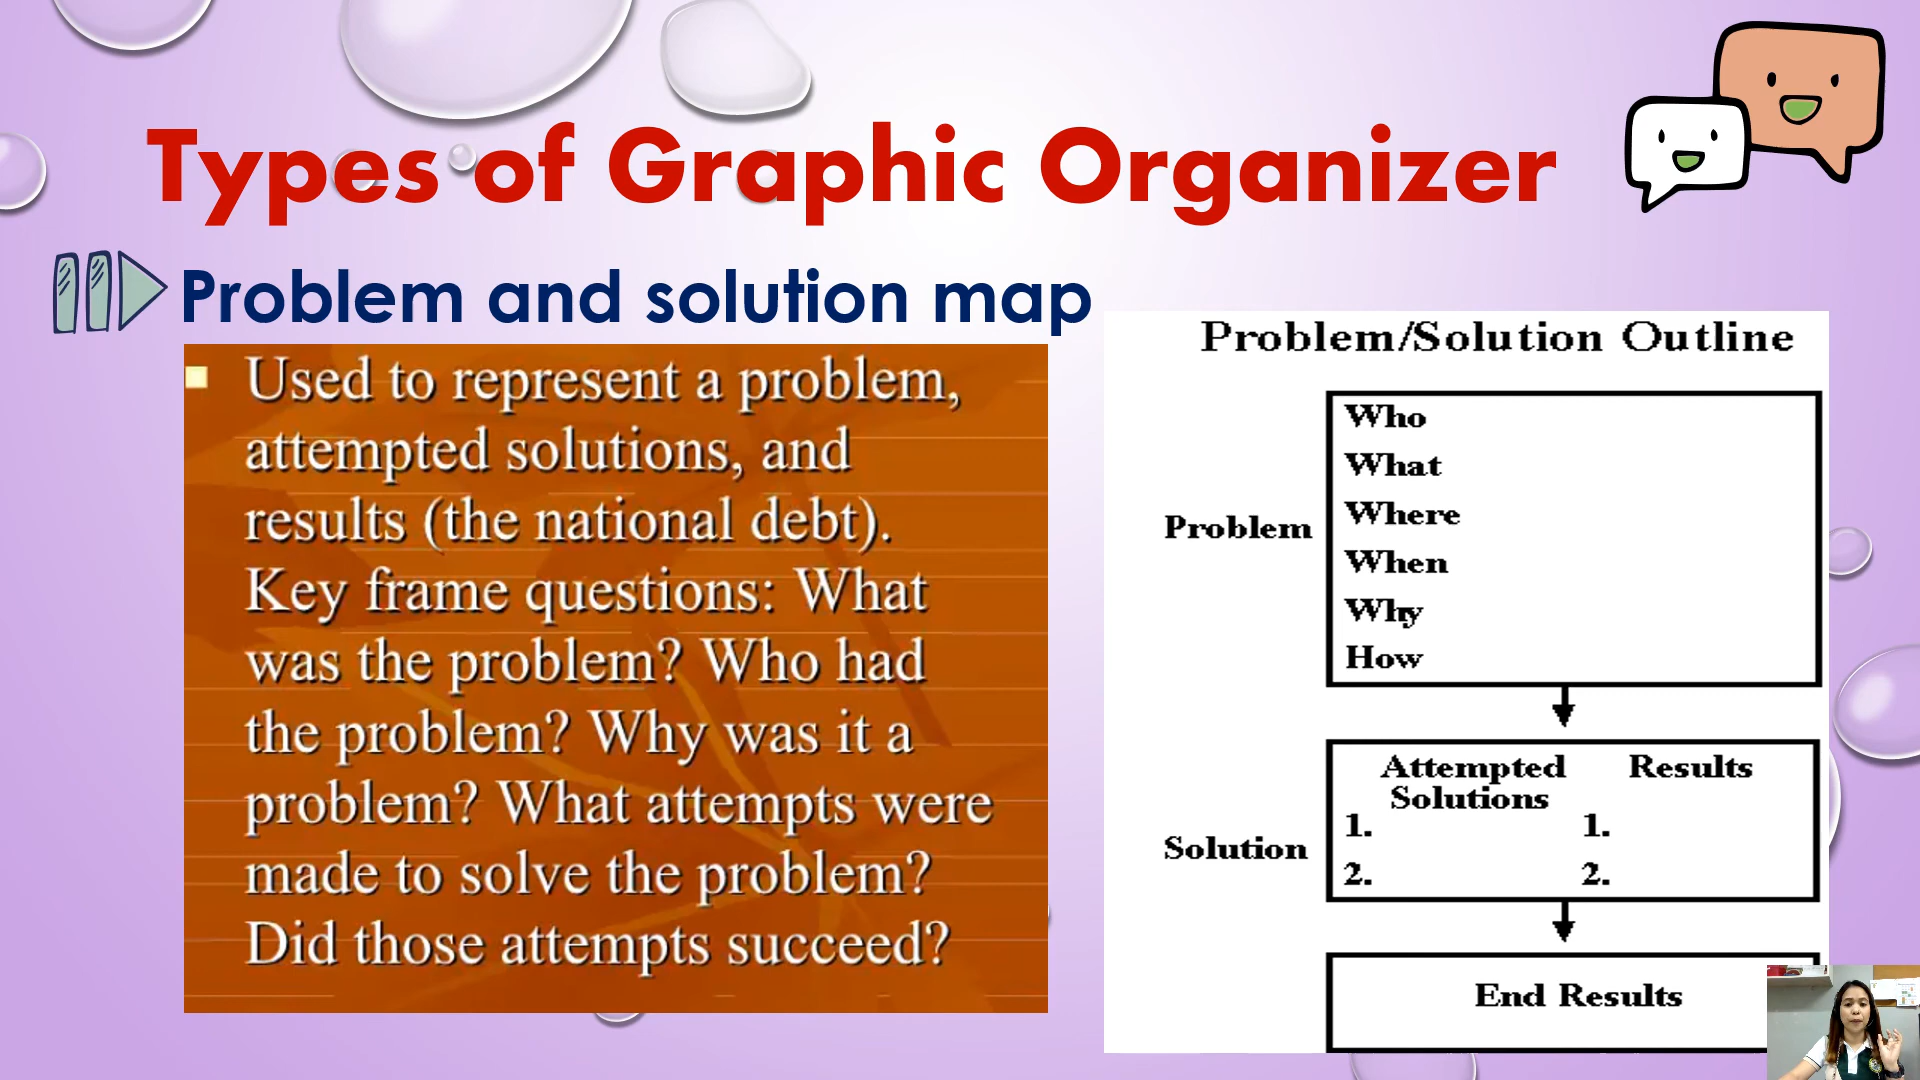 Types of Graphic Organizer
Problem and solution map
Used to represent a problem,
attempted solutions, and
results (the national debt).
Key frame questions: What
was the problem? Who had
the problem? Why was it a
problem? What attempts were
made to solve the problem?
Did those attempts succeed?
Problem/Solution Outline
Problem
Who
What
Where
When
Why
How
Solution
Attempted Results
Solutions
1. 1.
2. 2.
End Results